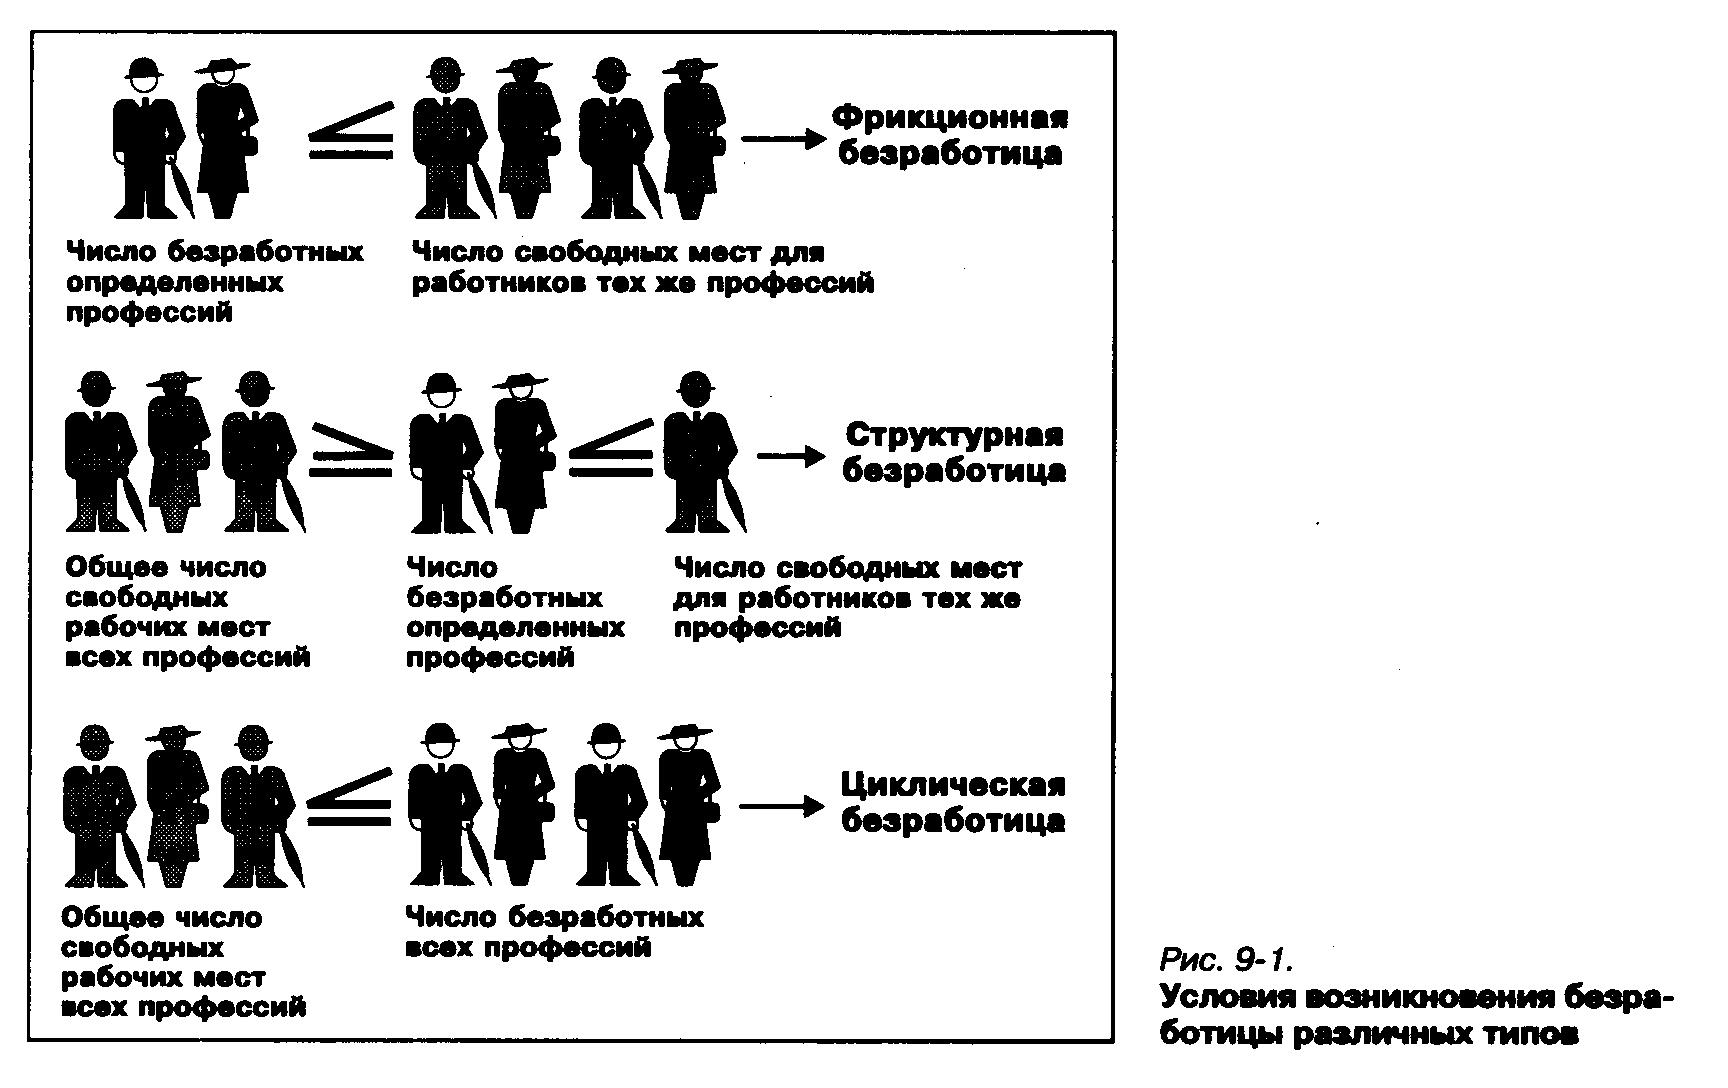 Фрикционная
безработица
Число безработных
определенных
профессий
Число свободных мест для
работников тех же профессий
Структурная
безработица
Общее число
свободных
рабочих мест
всех профессий
Число
безработных
определенных
профессий
Число свободных мест
для работников тех же
профессий
Циклическая
безработица
Общее число
свободных
рабочих мест
всех профессий
Число безработных
всех профессий
Рис. 9-1.
Условия возникновения безра-
ботицы различных типов